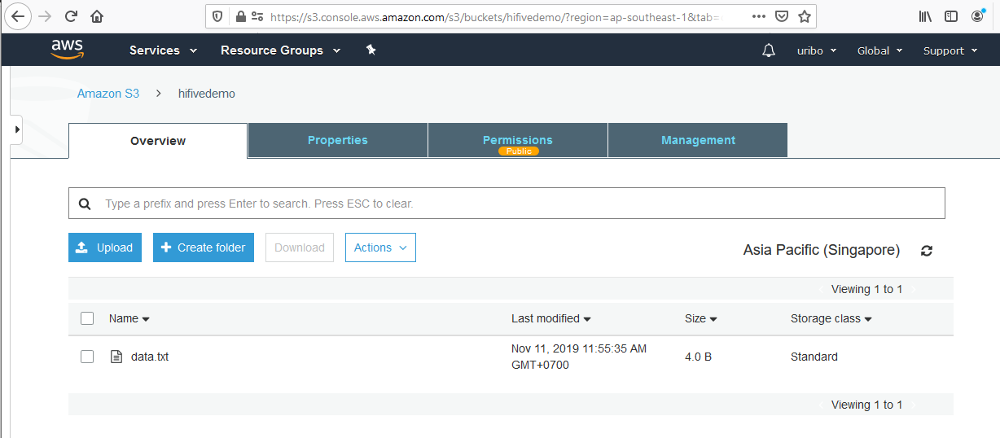 https://s3.console.aws.amazon.com/s3/buckets/hifivedemo/?region=ap-southeast-1&tab=
aws Services Resource Groups uribo Global Support
Amazon S3 > hifivedemo
Overview Properties Permissions Management
Public
Type a prefix and press Enter to search. Press ESC to clear.
Upload Create folder Download Actions Asia Pacific (Singapore)
Viewing 1 to 1
Name Last modified Size Storage class
data.txt Nov 11, 2019 11:55:35 AM 4.0 B Standard
GMT+0700
Viewing 1 to 1